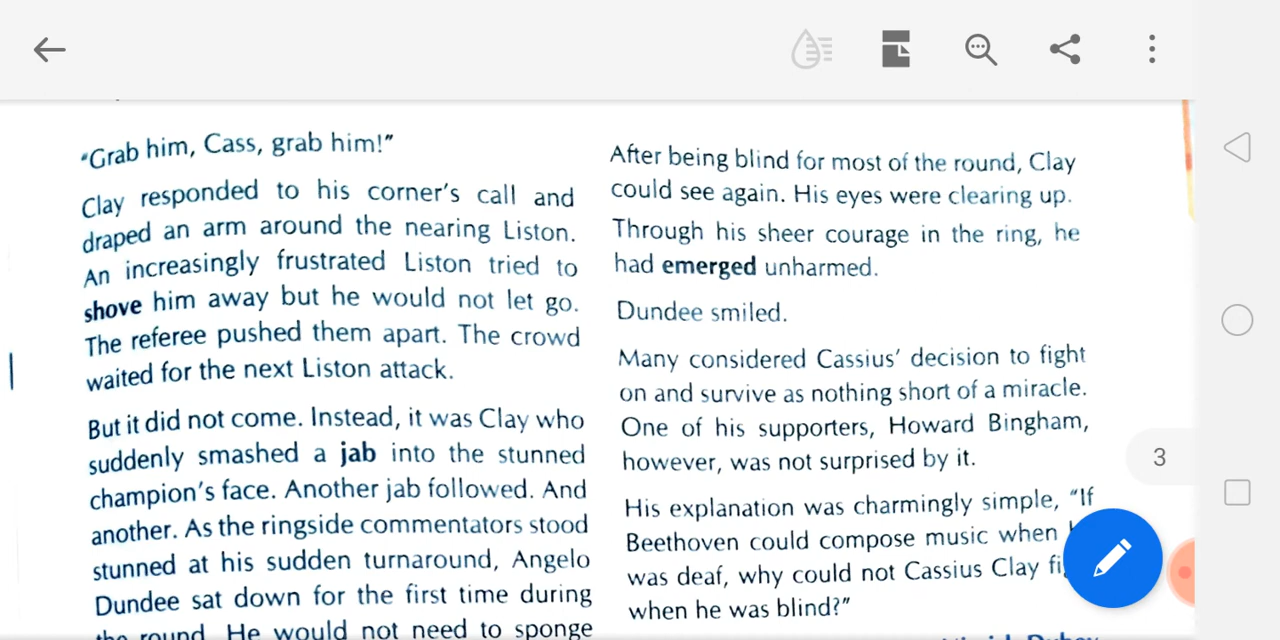 "Grab him, Cass, grab him!"
Clay responded to his corner's call and
draped an arm around the nearing Liston.
An increasingly frustrated Liston tried to
shove him away but he would not let go.
The referee pushed them apart. The crowd
waited for the next Liston attack.
But it did not come. Instead, it was Clay who
suddenly smashed a jab into the stunned
champion's face. Another jab followed. And
another. As the ringside commentators stood
stunned at his sudden turnaround, Angelo
Dundee sat down for the first time during
the round. He would not need to sponge
After being blind for most of the round, Clay
could see again. His eyes were clearing up.
Through his sheer courage in the ring, he
had emerged unharmed.
Dundee smiled.
Many considered Cassius' decision to fight
on and survive as nothing short of a miracle.
One of his supporters, Howard Bingham,
however, was not surprised by it.
His explanation was charmingly simple, "If
Beethoven could compose music when
was deaf, why could not Cassius Clay
when he was blind?"
3